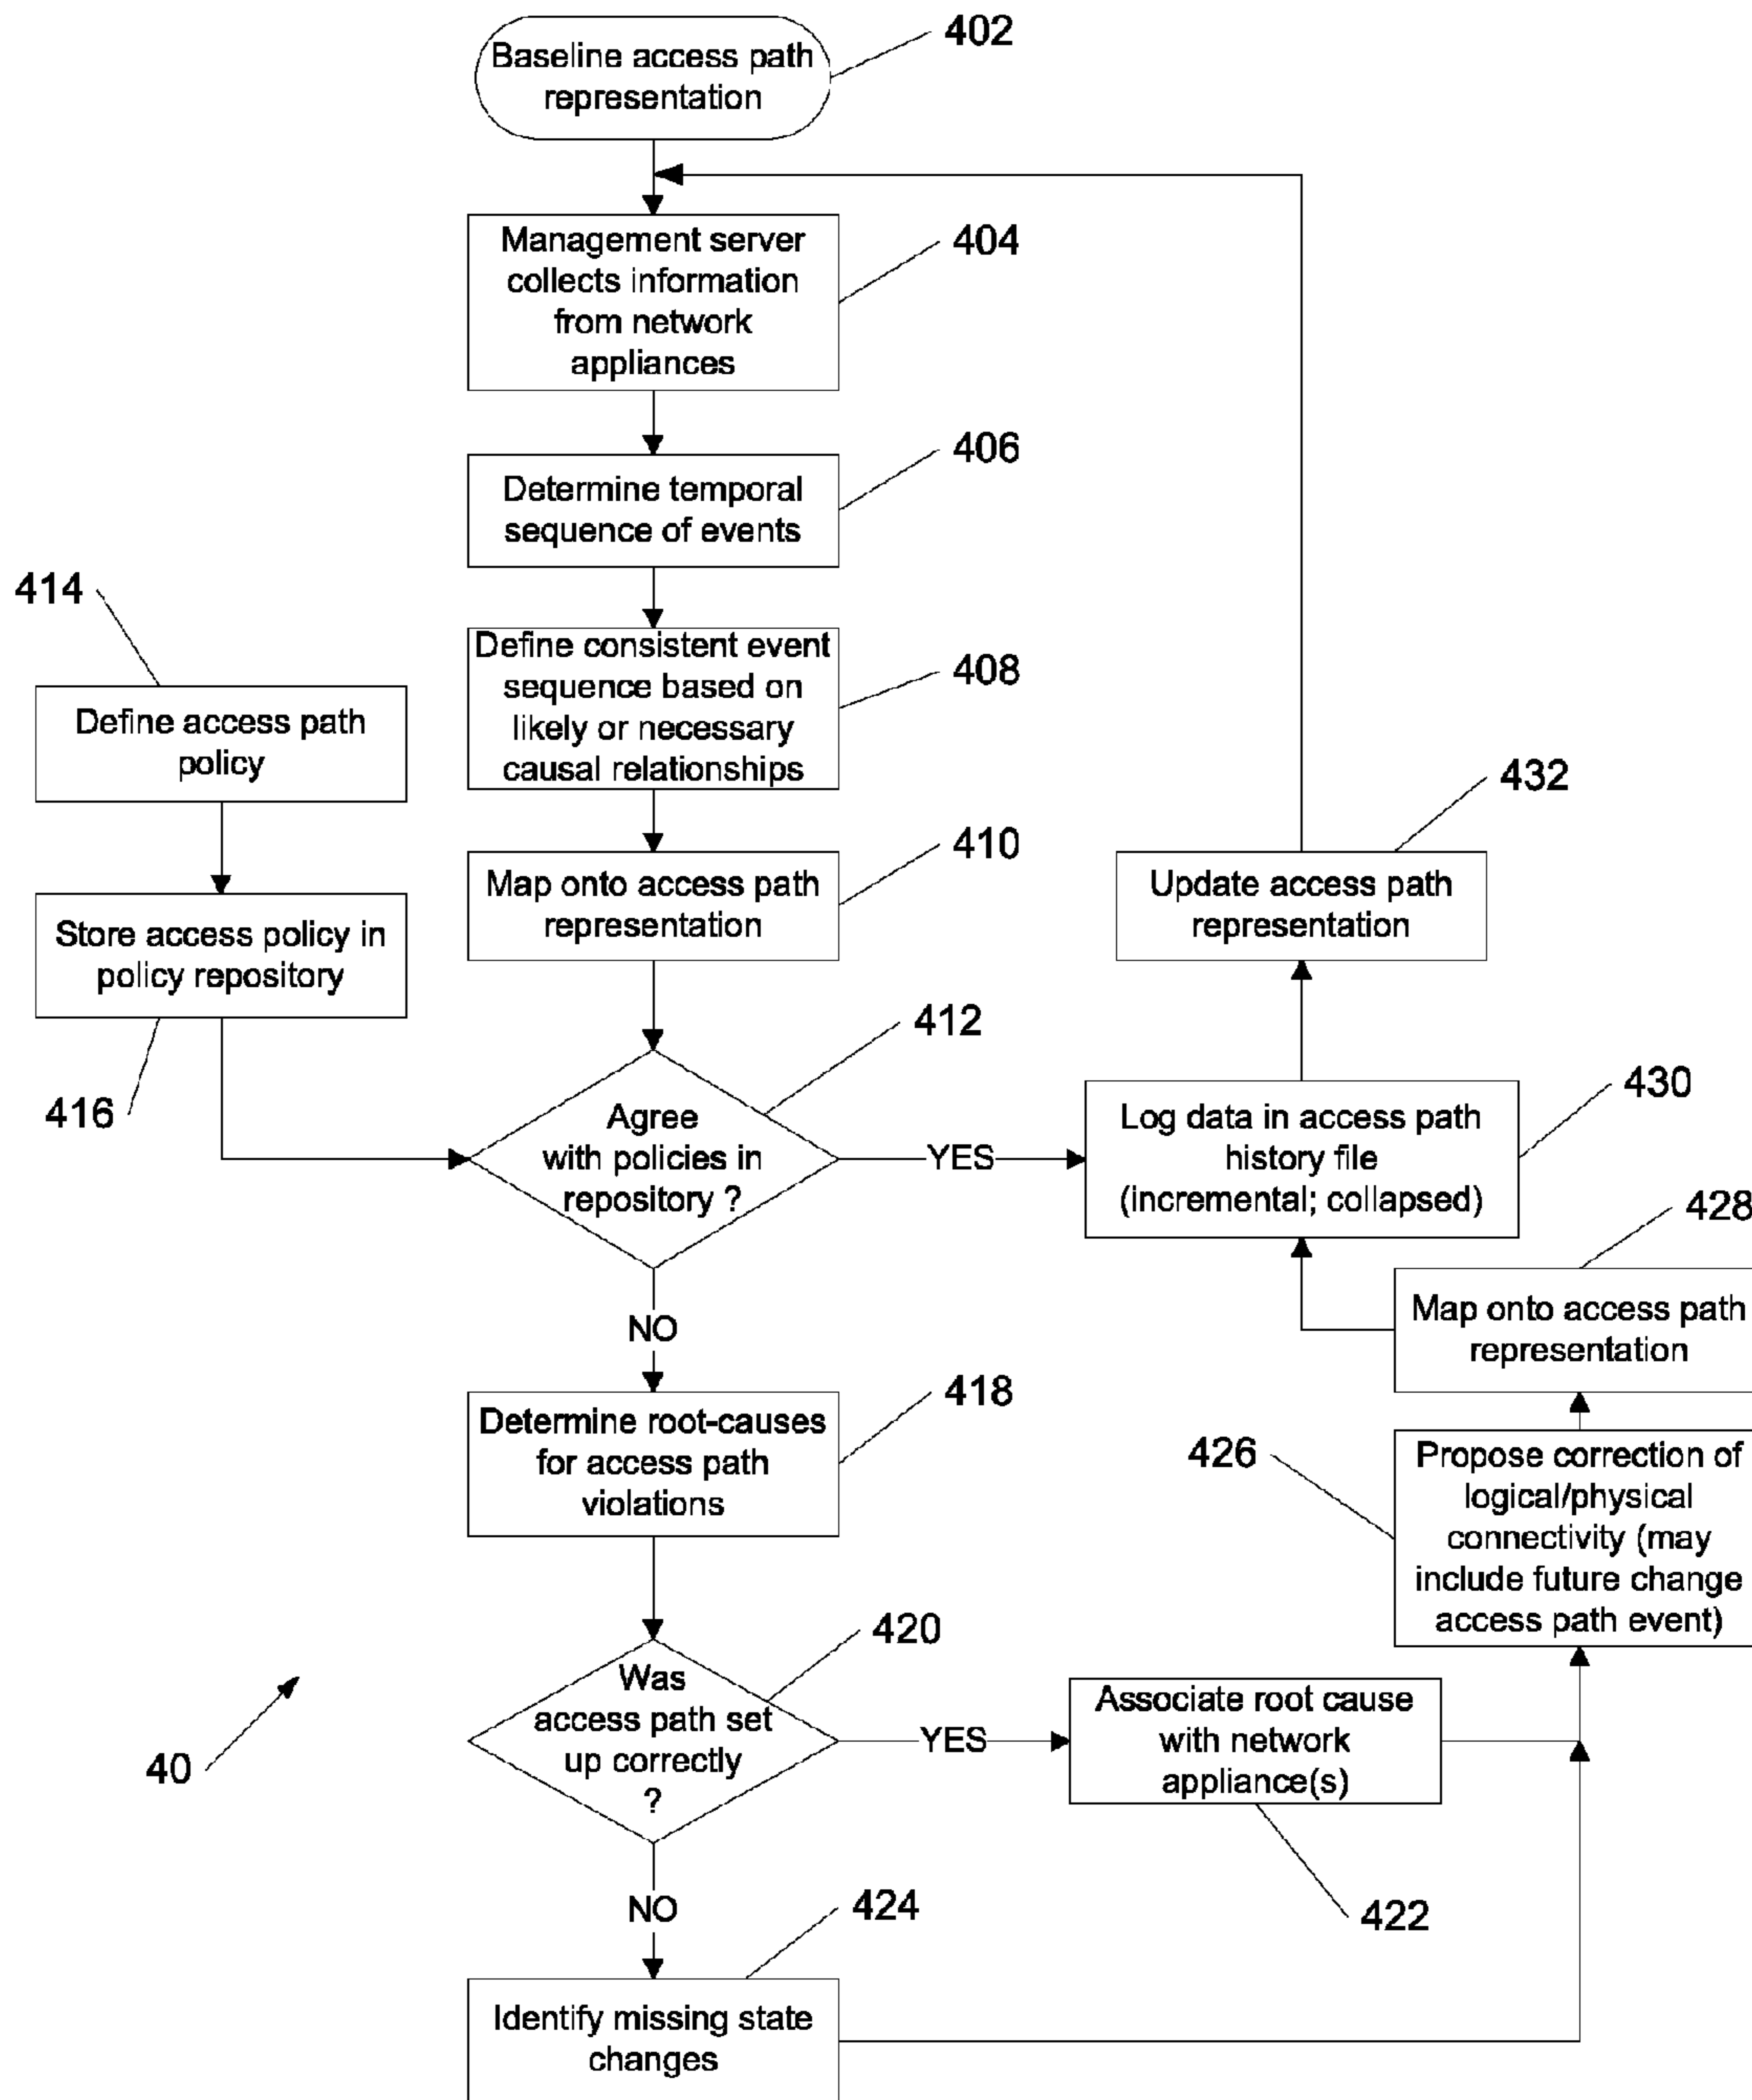 Baseline access path
representation
402
Management server
collects information
from network
appliances
404
Determine temporal
sequence of events
406
414
Define consistent event
sequence based on
likely or necessary
causal relationships
408
Define access path
policy
432
Map onto access path
representation
410
Update access path
representation
Store access policy in
policy repository
416
412
Agree
with policies in
repository ?
YES
Log data in access path
history file
(incremental; collapsed)
430
428
NO
Map onto access path
representation
Determine root-causes
for access path
violations
418
426
Propose correction of
logical/physical
connectivity (may
include future change
access path event)
420
Was
access path set
up correctly
?
YES
Associate root cause
with network
appliance(s)
40
422
NO
424
Identify missing state
changes